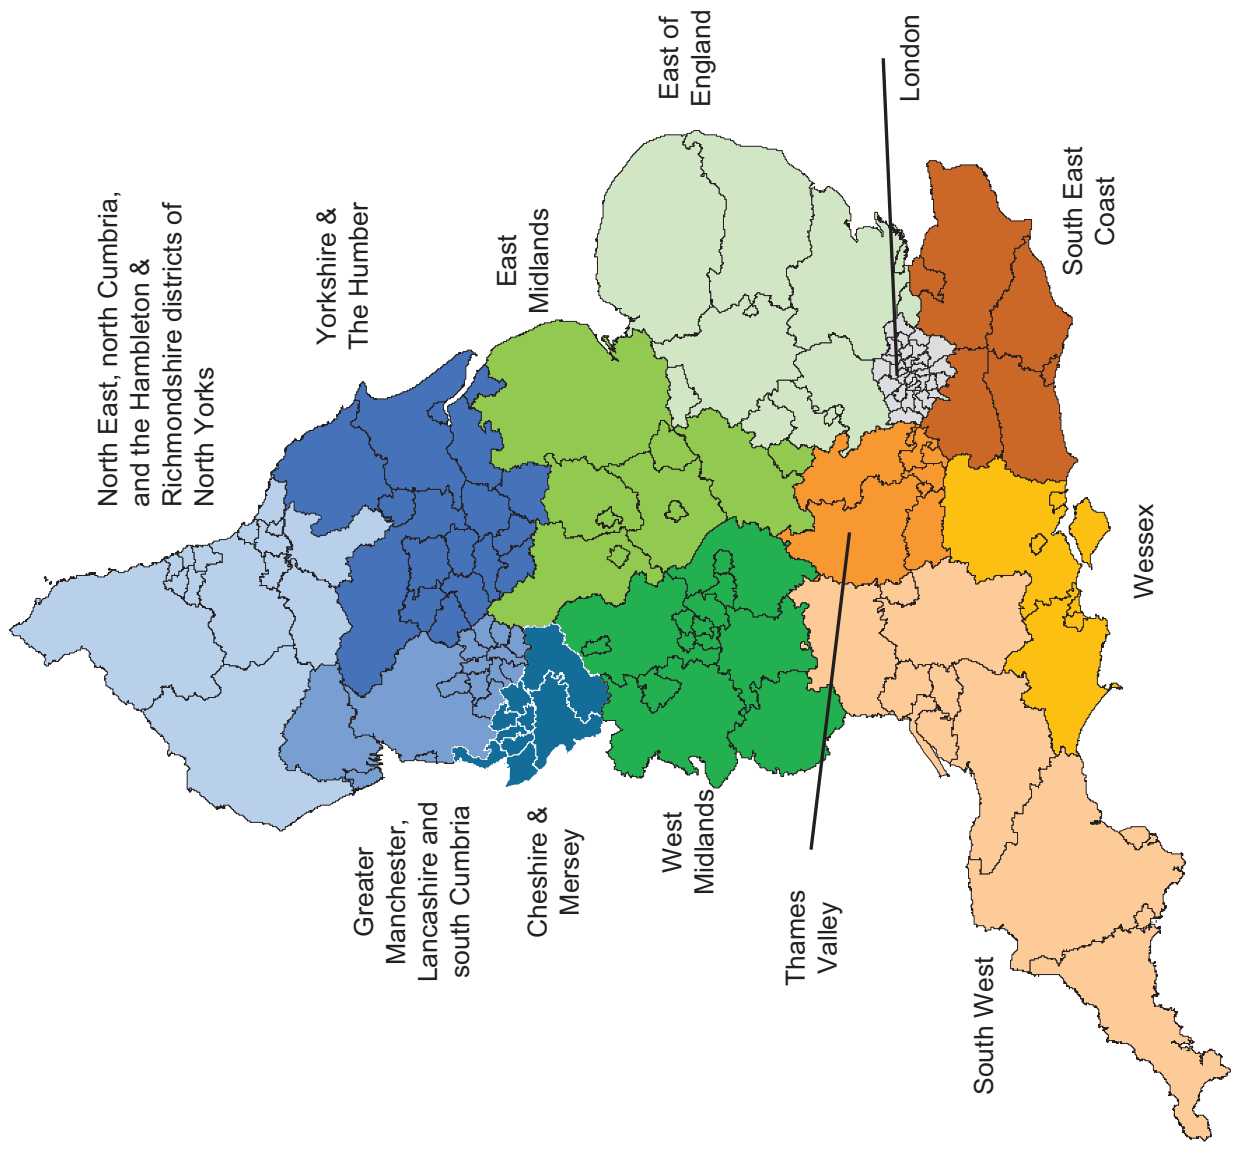 North East, north Cumbria,
and the Hambleton &
Richmondshire districts of
North Yorks
Yorkshire &
The Humber
East
Midlands
East of
England
London
South East
Coast
Greater
Manchester,
Lancashire and
south Cumbria
Cheshire &
Mersey
West
Midlands
Thames
Valley
South West
Wessex